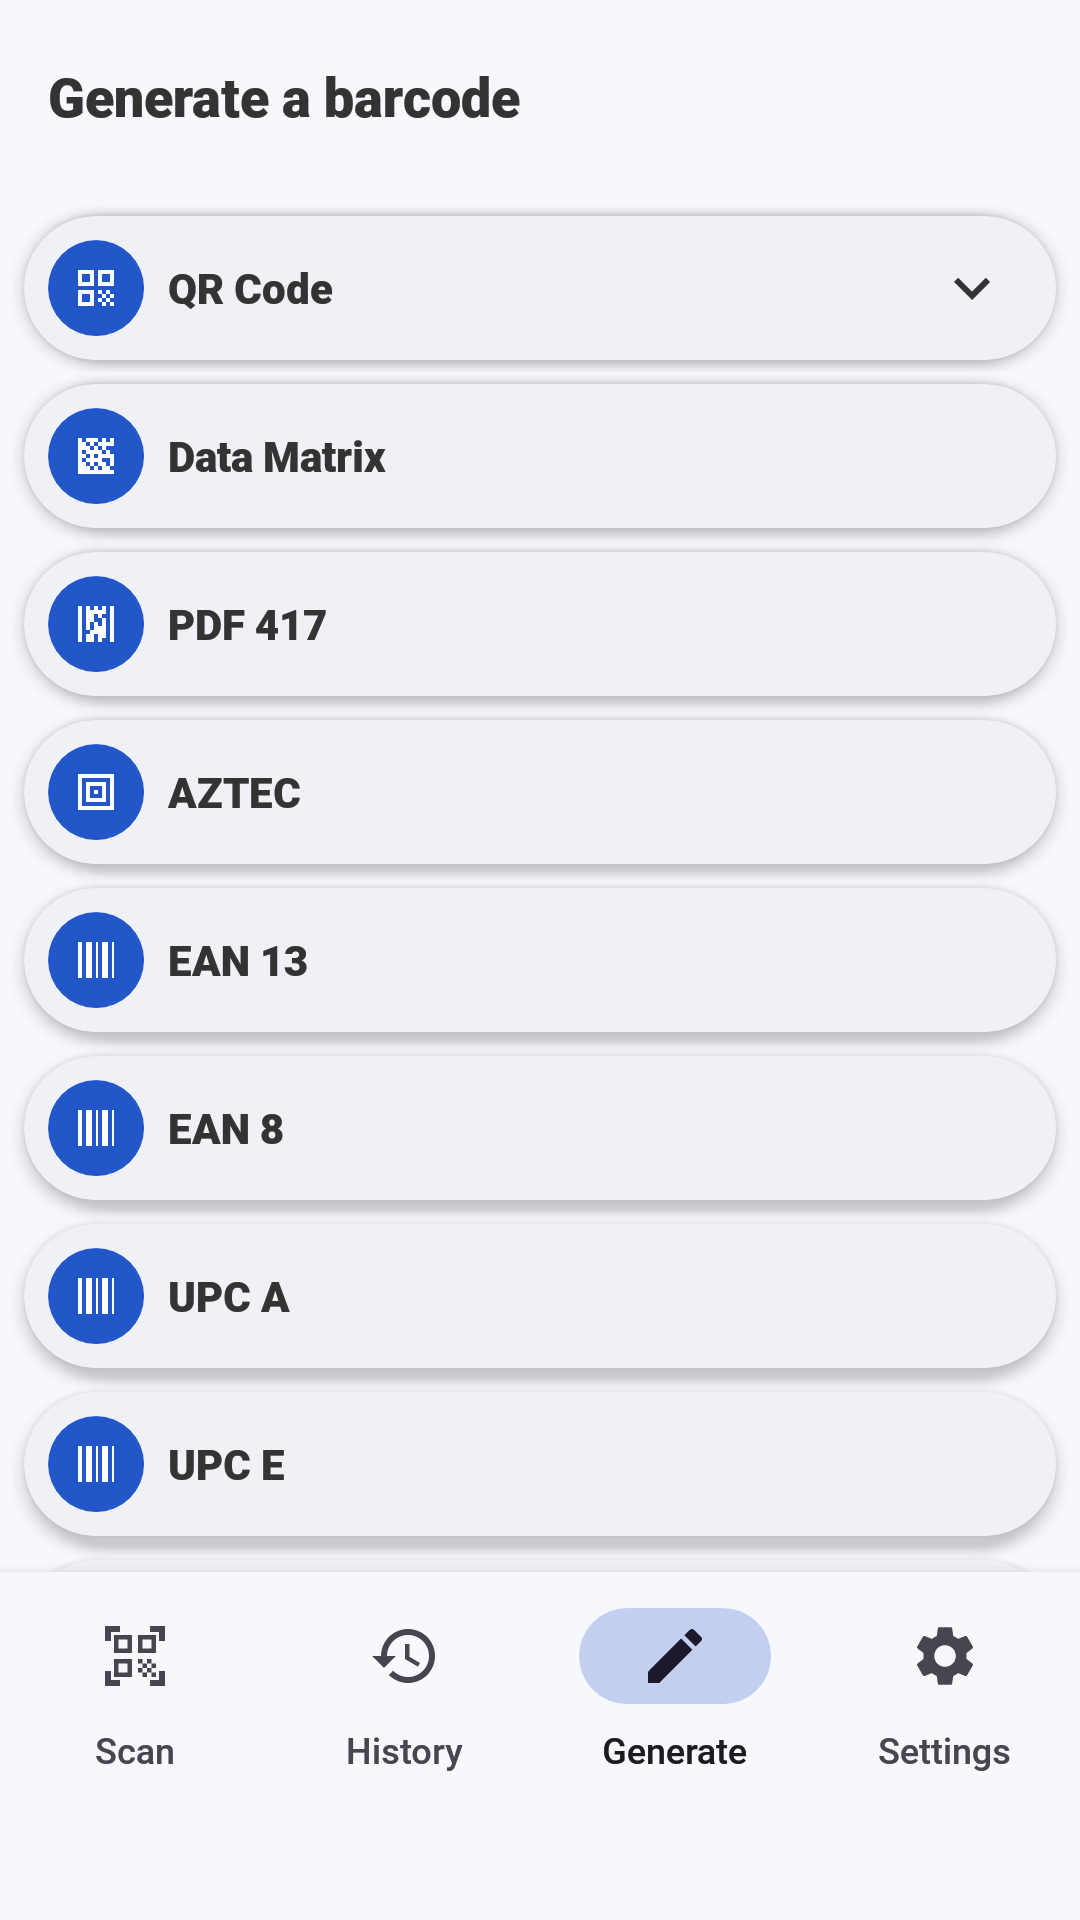 Generate a barcode
QR Code
Data Matrix
PDF 417
AZTEC
EAN 13
EAN 8
UPC A
UPC E
Scan
History
Generate
Settings